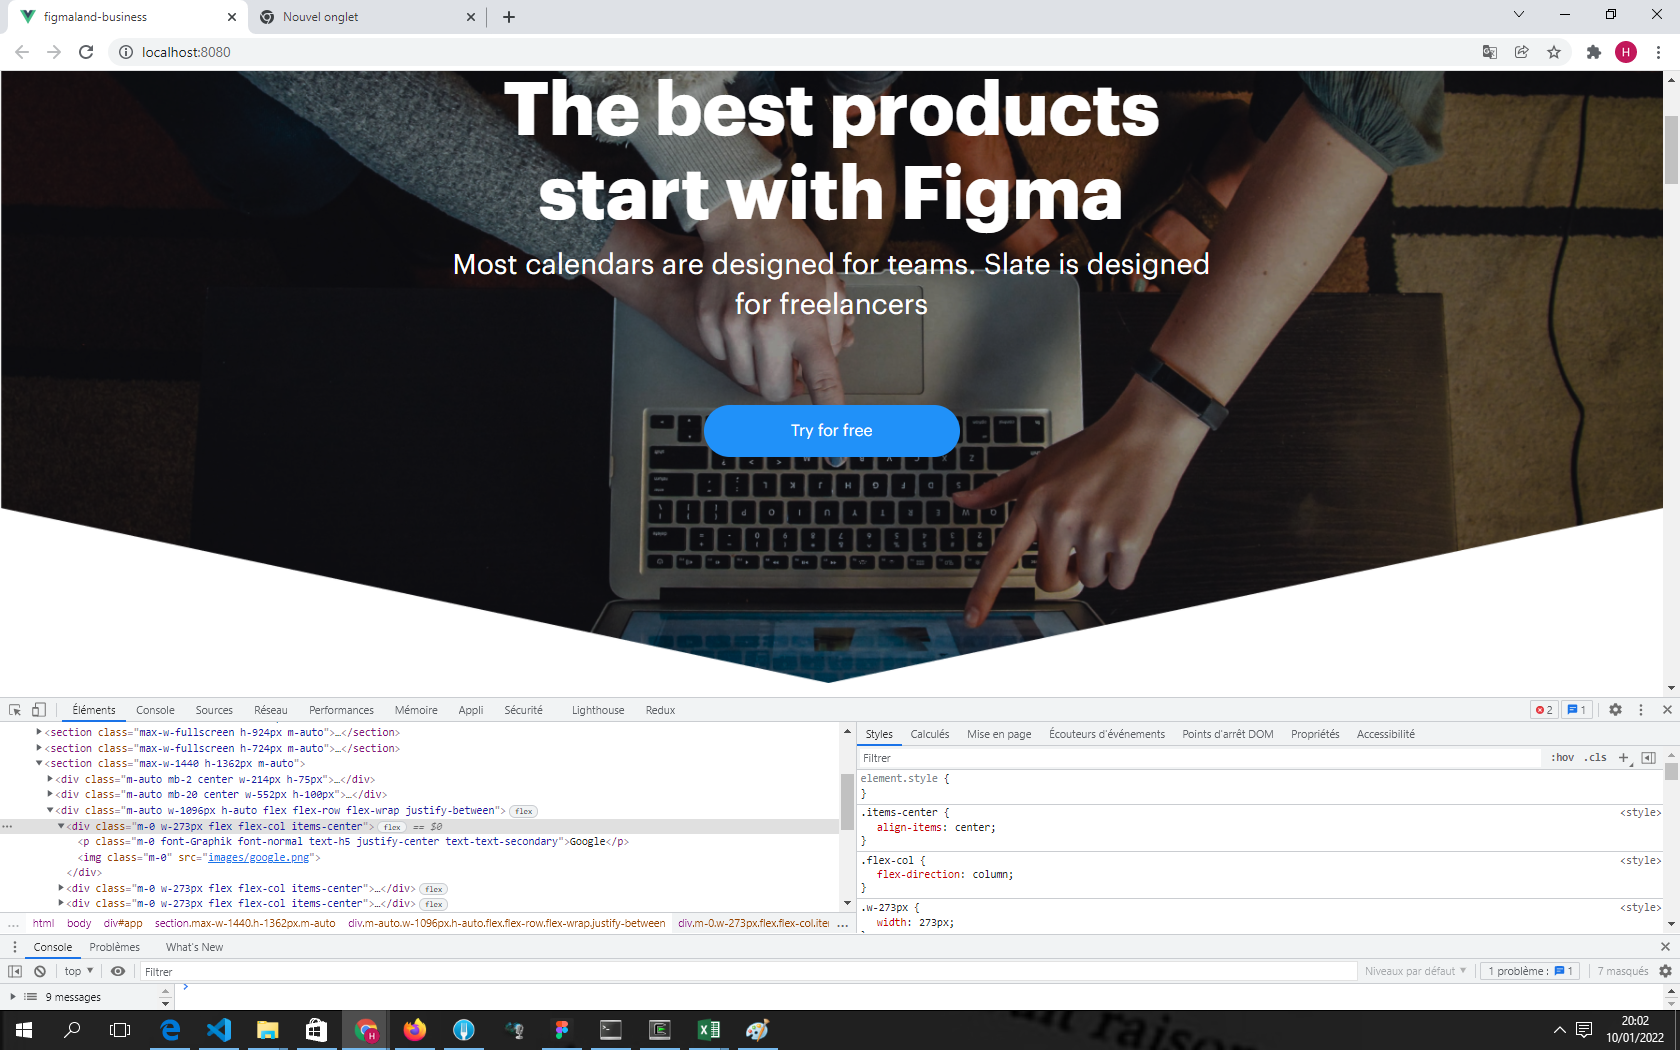 figmaland-business
Nouvel onglet
localhost:8080
H
The best products
start with Figma
Most calendars are designed for teams. Slate is designed
for freelancers
Try for free
Éléments Console Sources Réseau Performances Mémoire Appli Sécurité Lighthouse Redux
2 1
<section class="max-w-fullscreen h-924px m-auto">…</section>
<section class="max-w-fullscreen h-724px m-auto">…</section>
<section class="max-w-1440 h-1362px m-auto">
<div class="m-auto mb-2 center w-214px h-75px">…</div>
<div class="m-auto mb-20 center w-552px h-100px">…</div>
<div class="m-auto w-1096px h-auto flex flex-row flex-wrap justify-between"> flex
<div class="m-0 w-273px flex flex-col items-center"> flex == $0
<p class="m-0 font-Graphik font-normal text-h5 justify-center text-text-secondary">Google</p>
<img class="m-0" src="images/google.png">
</div>
<div class="m-0 w-273px flex flex-col items-center">…</div> flex
<div class="m-0 w-273px flex flex-col items-center">…</div> flex
... html body div#app section.max-w-1440.h-1362px.m-auto div.m-auto.w-1096px.h-auto.flex.flex-row.flex-wrap.justify-between div.m-0.w-273px.flex.flex-col.iter ...
Styles Calculés Mise en page Écouteurs d'événements Points d'arrêt DOM Propriétés Accessibilité
Filtrer :hov .cls +
element.style {
}
.items-center { <style>
align-items: center;
}
.flex-col { <style>
flex-direction: column;
}
.w-273px { <style>
width: 273px;
Console Problèmes What's New
top Filtrer Niveaux par défaut 1 problème : 1 7 masqués
9 messages
raison
20:02
10/01/2022